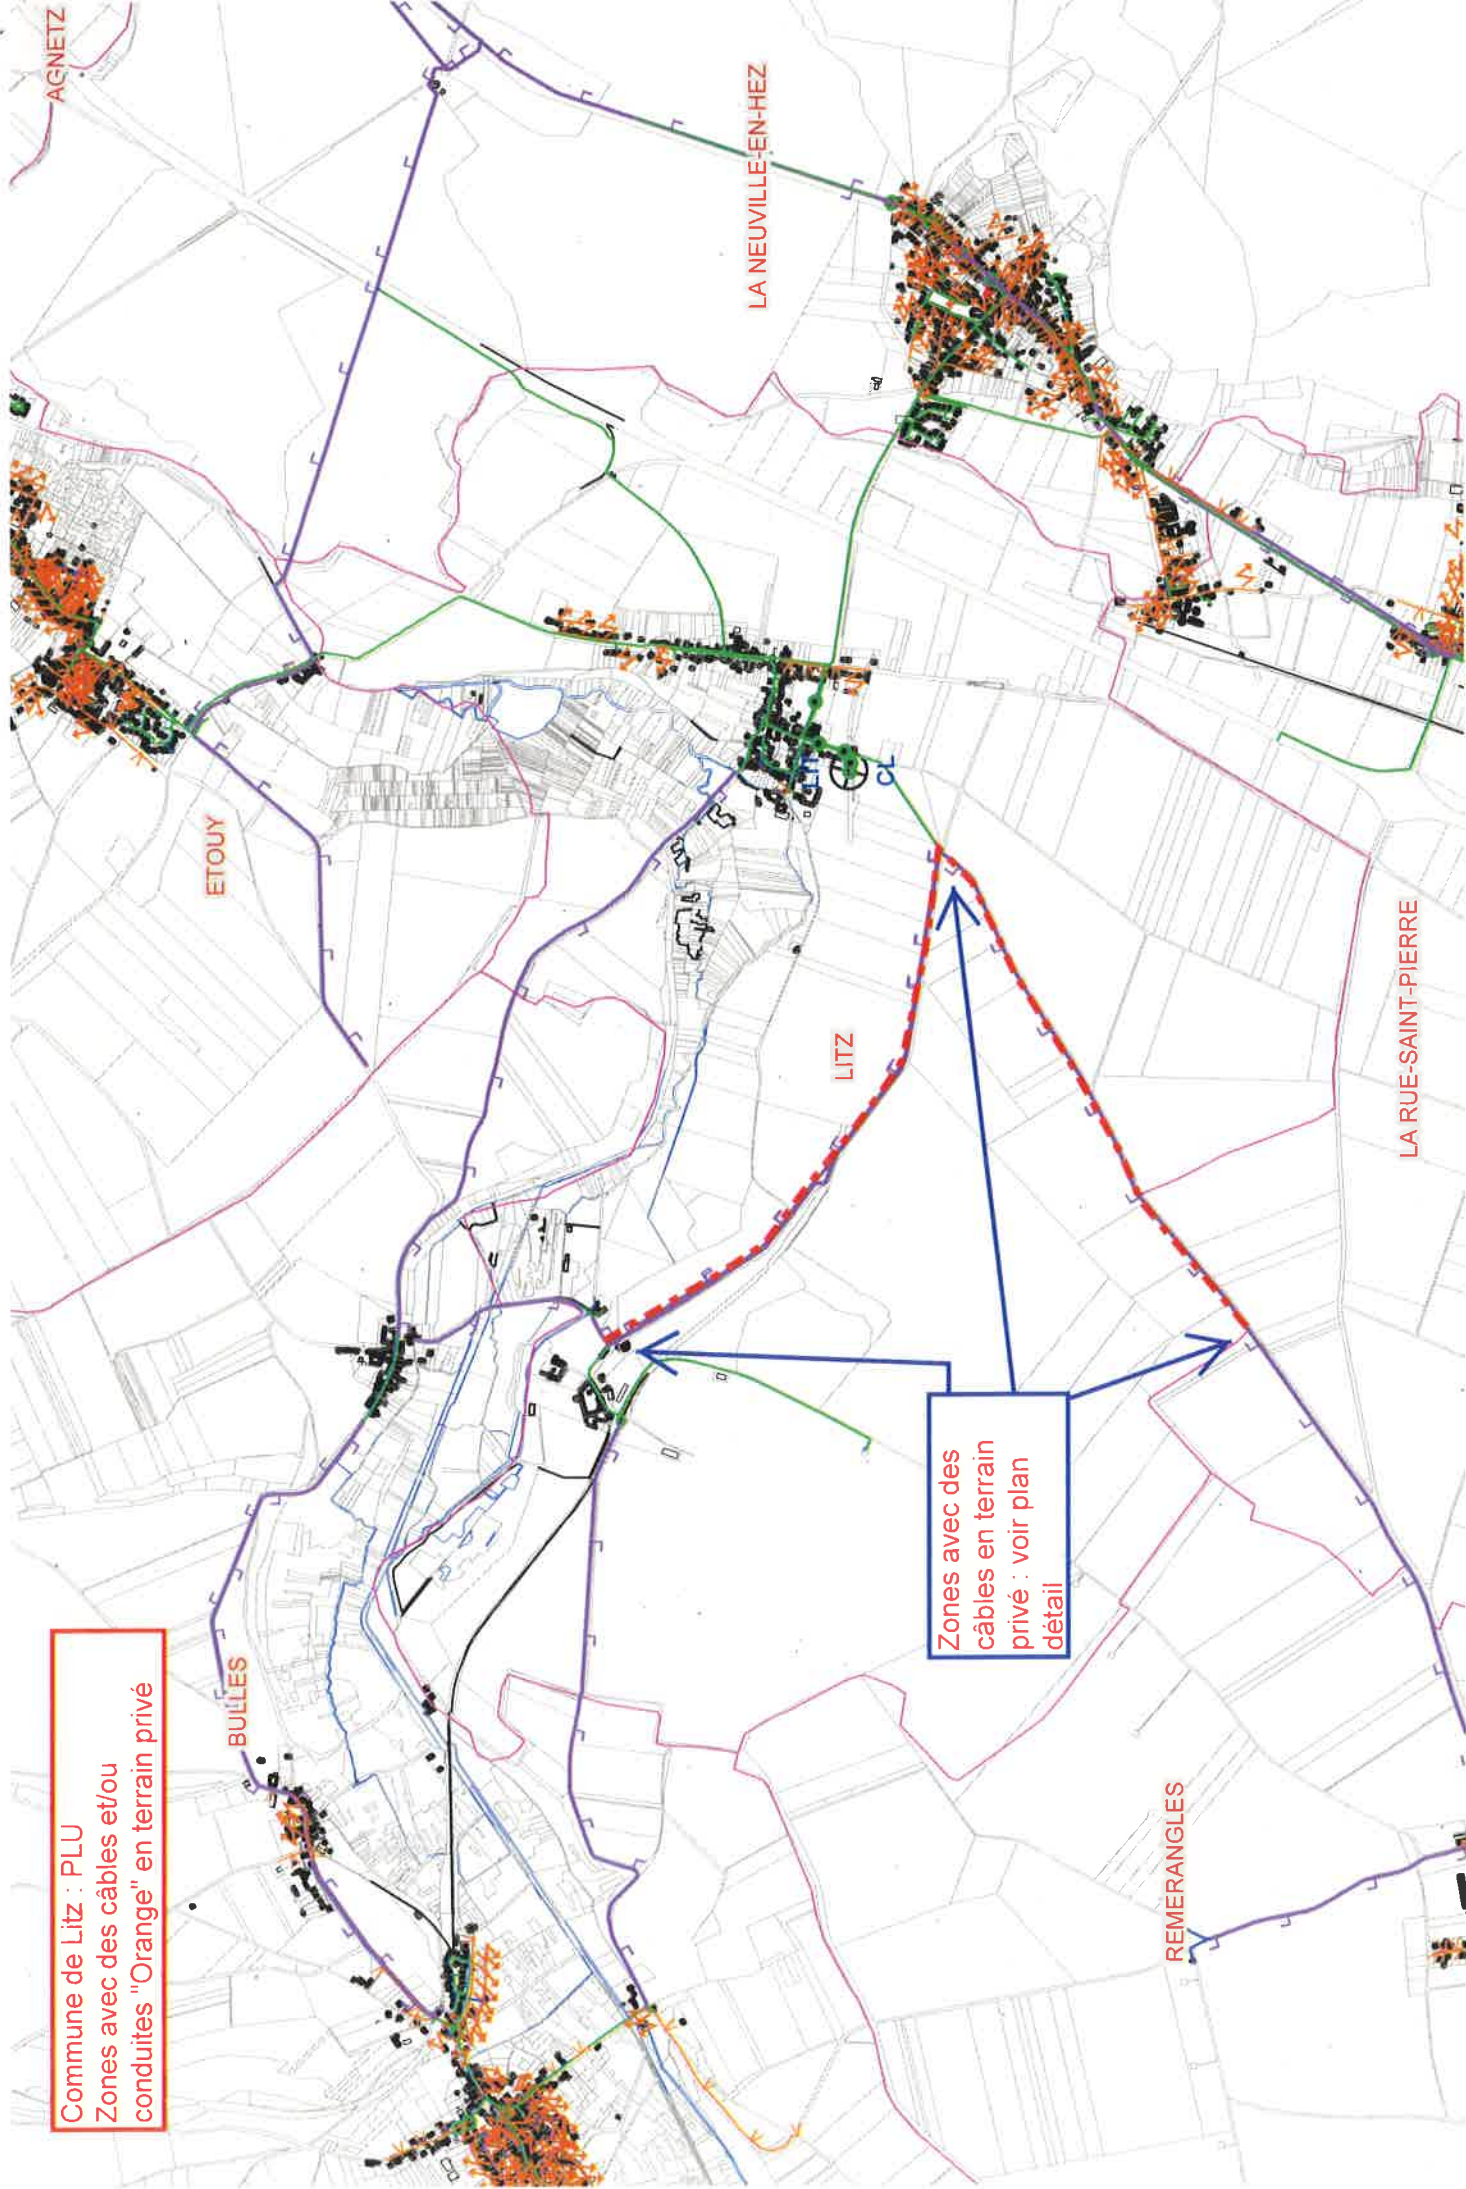 Commune de Litz : PLU
Zones avec des câbles et/ou
conduites "Orange" en terrain privé
BULLES
ETOUY
AGNETZ
LA NEUVILLE-EN-HEZ
LITZ
CL
Zones avec des
câbles en terrain
privé : voir plan
détail
REMERANGLES
LA RUE-SAINT-PIERRE